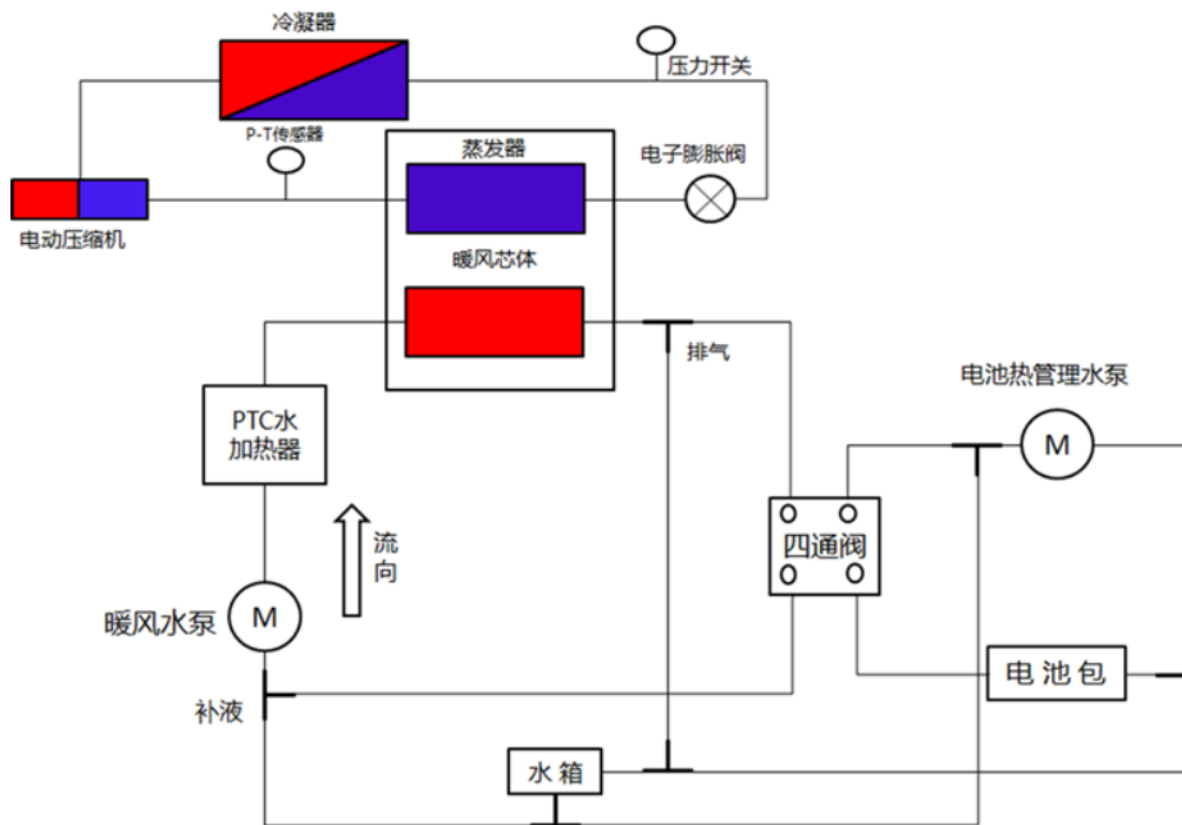 冷凝器
压力开关
P-T传感器
蒸发器
电子膨胀阀
电动压缩机
暖风芯体
排气
电池热管理水泵
PTC水
加热器
M
四通阀
流
向
暖风水泵
M
电池包
补液
水箱